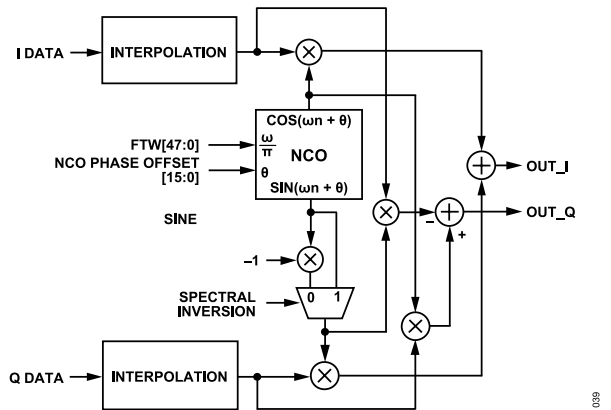 I DATA
INTERPOLATION
×
COS(ωn + θ)
FTW[47:0]
ω
π
NCO
NCO PHASE OFFSET
[15:0]
θ
SIN(ωn + θ)
+
OUT_I
SINE
×
–
+
OUT_Q
+
–1
×
0 1
SPECTRAL
INVERSION
×
Q DATA
INTERPOLATION
×
039